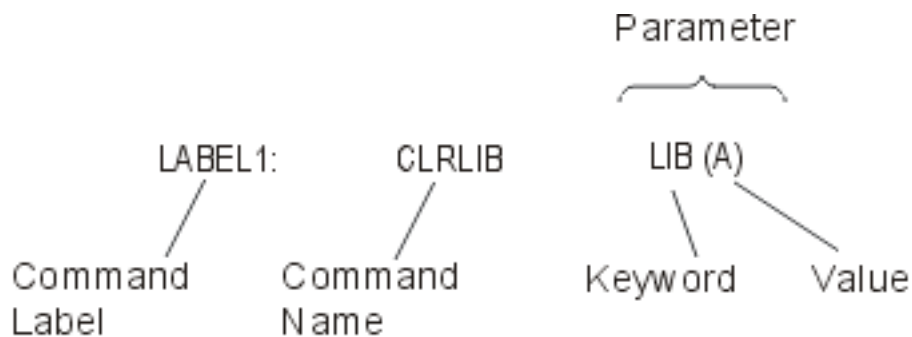 Parameter
LABEL1: CLRLIB LIB (A)
Command Label
Command Name
Keyword
Value